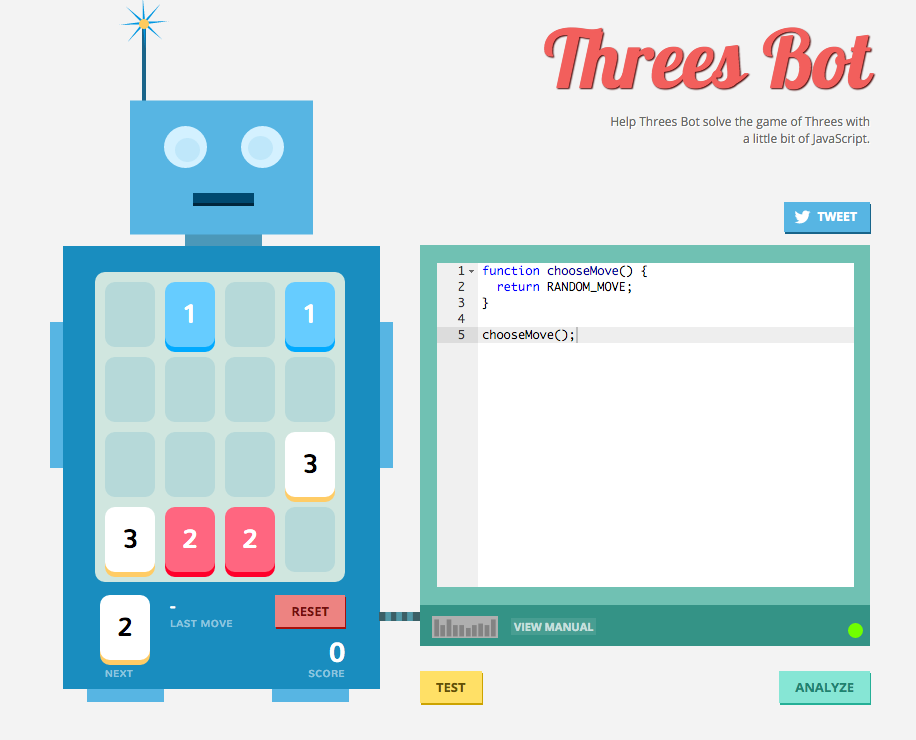 Threes Bot
Help Threes Bot solve the game of Threes with
a little bit of JavaScript.
TWEET
1 1
3
3 2 2
2
NEXT
-
LAST MOVE
RESET
0
SCORE
1 function chooseMove() {
2 return RANDOM_MOVE;
3 }
4
5 chooseMove();
VIEW MANUAL
TEST
ANALYZE